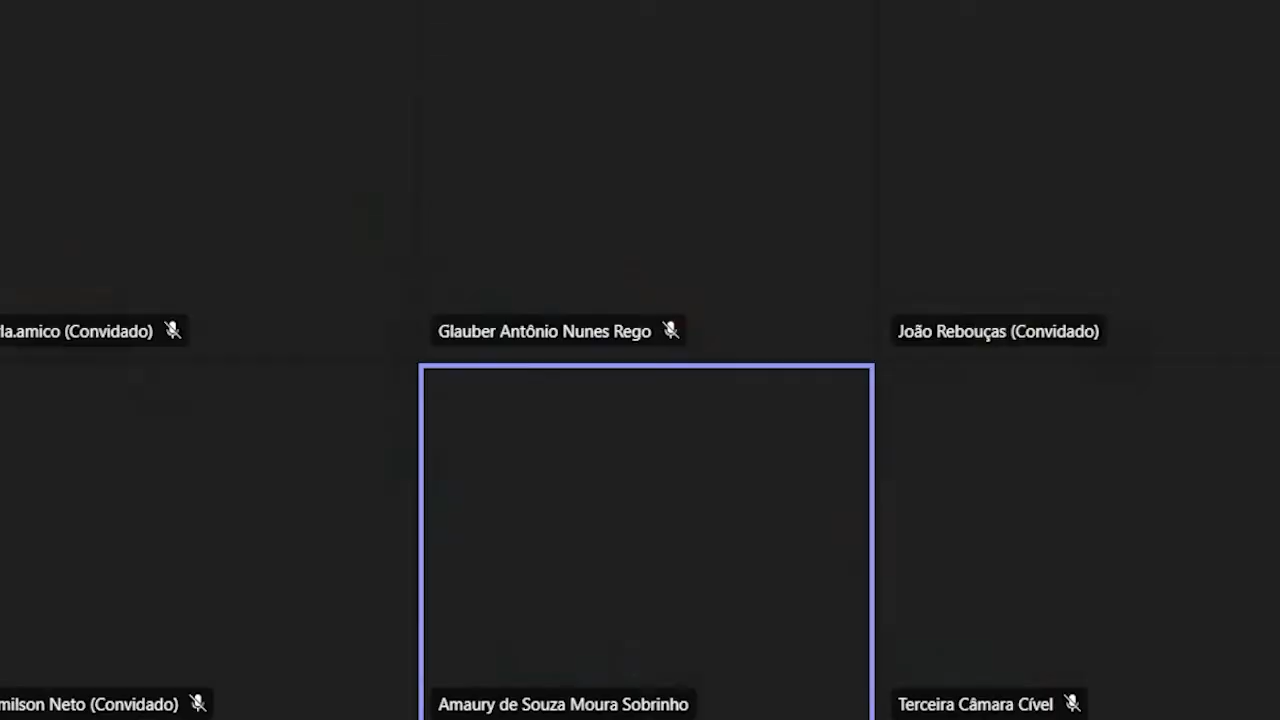 la.amico (Convidado)
Glauber Antônio Nunes Rego
João Rebouças (Convidado)
milson Neto (Convidado)
Amaury de Souza Moura Sobrinho
Terceira Câmara Cível